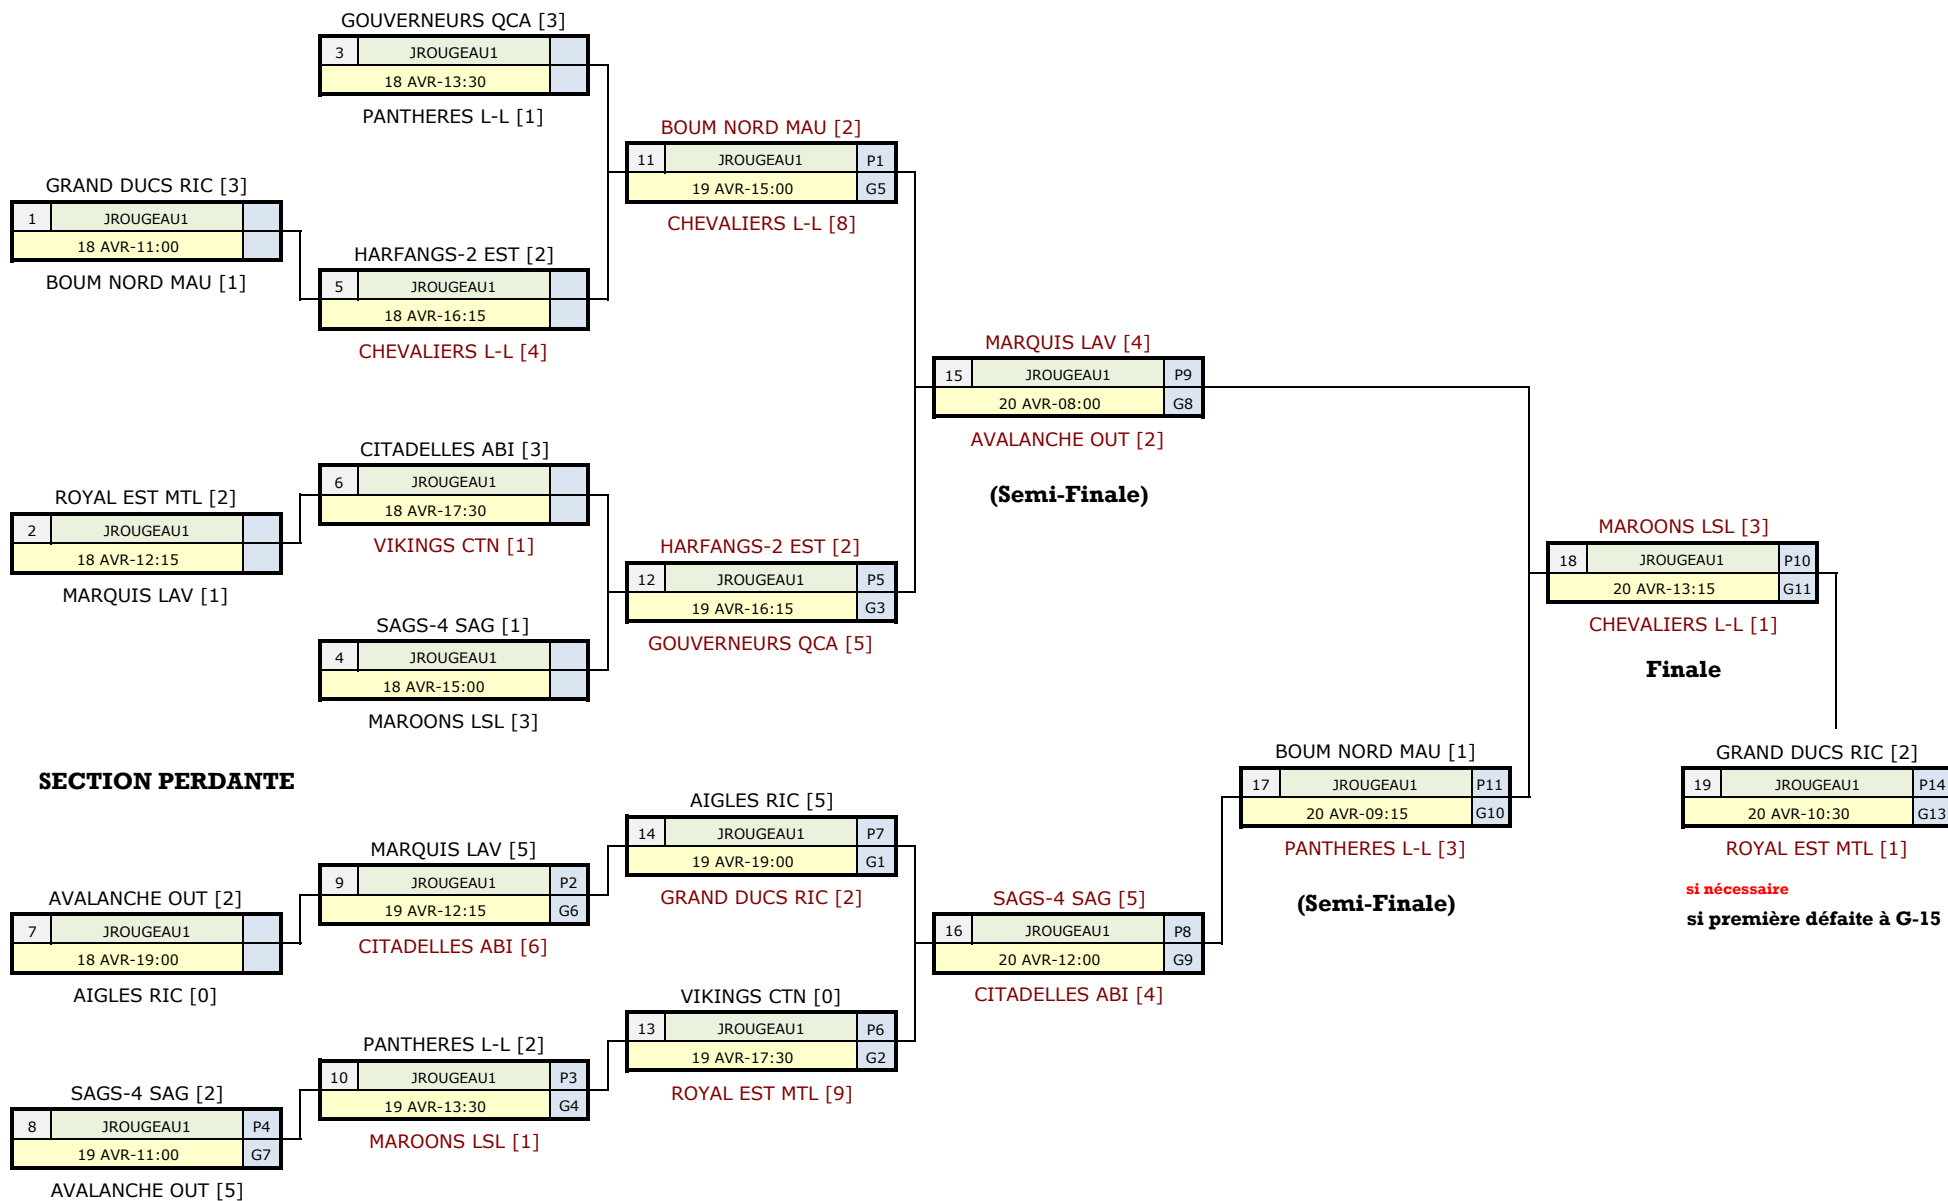 GOUVERNEURS QCA [3]
3 JROUGEAU1
18 AVR-13:30
PANTHERES L-L [1]
BOUM NORD MAU [2]
11 JROUGEAU1 P1
19 AVR-15:00 G5
CHEVALIERS L-L [8]
GRAND DUCS RIC [3]
1 JROUGEAU1
18 AVR-11:00
BOUM NORD MAU [1]
HARFANGS-2 EST [2]
5 JROUGEAU1
18 AVR-16:15
CHEVALIERS L-L [4]
MARQUIS LAV [4]
15 JROUGEAU1 P9
20 AVR-08:00 G8
AVALANCHE OUT [2]
(Semi-Finale)
CITADELLES ABI [3]
6 JROUGEAU1
18 AVR-17:30
VIKINGS CTN [1]
ROYAL EST MTL [2]
2 JROUGEAU1
18 AVR-12:15
MARQUIS LAV [1]
HARFANGS-2 EST [2]
12 JROUGEAU1 P5
19 AVR-16:15 G3
GOUVERNEURS QCA [5]
MAROONS LSL [3]
18 JROUGEAU1 P10
20 AVR-13:15 G11
CHEVALIERS L-L [1]
Finale
SAGS-4 SAG [1]
4 JROUGEAU1
18 AVR-15:00
MAROONS LSL [3]
SECTION PERDANTE
BOUM NORD MAU [1]
17 JROUGEAU1 P11
20 AVR-09:15 G10
PANTHERES L-L [3]
(Semi-Finale)
GRAND DUCS RIC [2]
19 JROUGEAU1 P14
20 AVR-10:30 G13
ROYAL EST MTL [1]
si nécessaire
si première défaite à G-15
AIGLES RIC [5]
14 JROUGEAU1 P7
19 AVR-19:00 G1
GRAND DUCS RIC [2]
MARQUIS LAV [5]
9 JROUGEAU1 P2
19 AVR-12:15 G6
CITADELLES ABI [6]
AVALANCHE OUT [2]
7 JROUGEAU1
18 AVR-19:00
AIGLES RIC [0]
SAGS-4 SAG [5]
16 JROUGEAU1 P8
20 AVR-12:00 G9
CITADELLES ABI [4]
VIKINGS CTN [0]
13 JROUGEAU1 P6
19 AVR-17:30 G2
ROYAL EST MTL [9]
PANTHERES L-L [2]
10 JROUGEAU1 P3
19 AVR-13:30 G4
MAROONS LSL [1]
SAGS-4 SAG [2]
8 JROUGEAU1 P4
19 AVR-11:00 G7
AVALANCHE OUT [5]